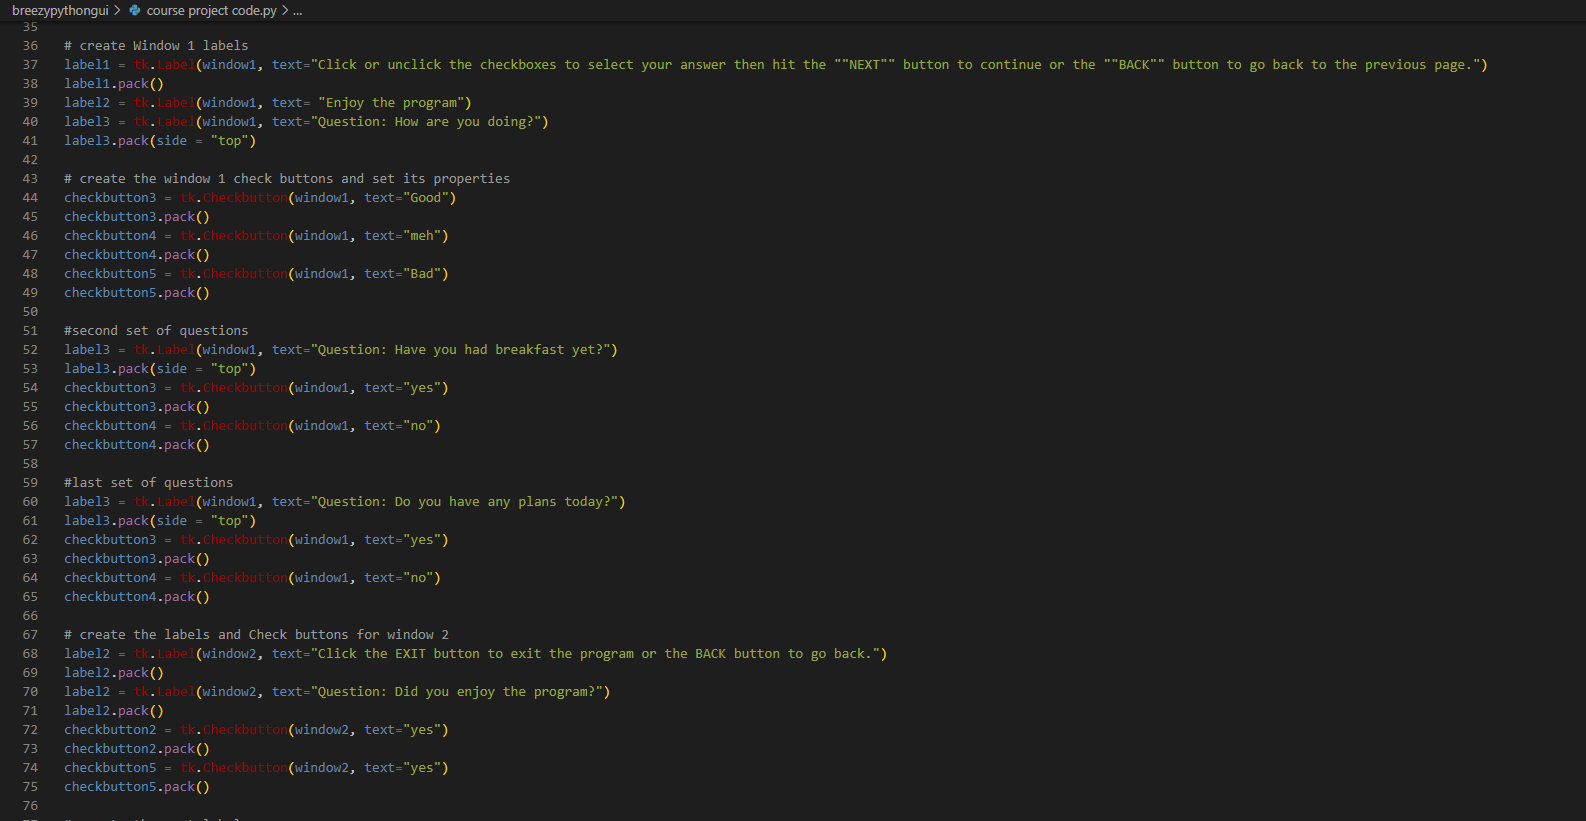 breezypythongui > course project code.py > ...
35
36 # create Window 1 labels
37 label1 = tk.Label(window1, text="Click or unclick the checkboxes to select your answer then hit the ""NEXT"" button to continue or the ""BACK"" button to go back to the previous page.")
38 label1.pack()
39 label2 = tk.Label(window1, text= "Enjoy the program")
40 label3 = tk.Label(window1, text="Question: How are you doing?")
41 label3.pack(side = "top")
42
43 # create the window 1 check buttons and set its properties
44 checkbutton3 = tk.Checkbutton(window1, text="Good")
45 checkbutton3.pack()
46 checkbutton4 = tk.Checkbutton(window1, text="meh")
47 checkbutton4.pack()
48 checkbutton5 = tk.Checkbutton(window1, text="Bad")
49 checkbutton5.pack()
50
51 #second set of questions
52 label3 = tk.Label(window1, text="Question: Have you had breakfast yet?")
53 label3.pack(side = "top")
54 checkbutton3 = tk.Checkbutton(window1, text="yes")
55 checkbutton3.pack()
56 checkbutton4 = tk.Checkbutton(window1, text="no")
57 checkbutton4.pack()
58
59 #last set of questions
60 label3 = tk.Label(window1, text="Question: Do you have any plans today?")
61 label3.pack(side = "top")
62 checkbutton3 = tk.Checkbutton(window1, text="yes")
63 checkbutton3.pack()
64 checkbutton4 = tk.Checkbutton(window1, text="no")
65 checkbutton4.pack()
66
67 # create the labels and Check buttons for window 2
68 label2 = tk.Label(window2, text="Click the EXIT button to exit the program or the BACK button to go back.")
69 label2.pack()
70 label2 = tk.Label(window2, text="Question: Did you enjoy the program?")
71 label2.pack()
72 checkbutton2 = tk.Checkbutton(window2, text="yes")
73 checkbutton2.pack()
74 checkbutton5 = tk.Checkbutton(window2, text="yes")
75 checkbutton5.pack()
76